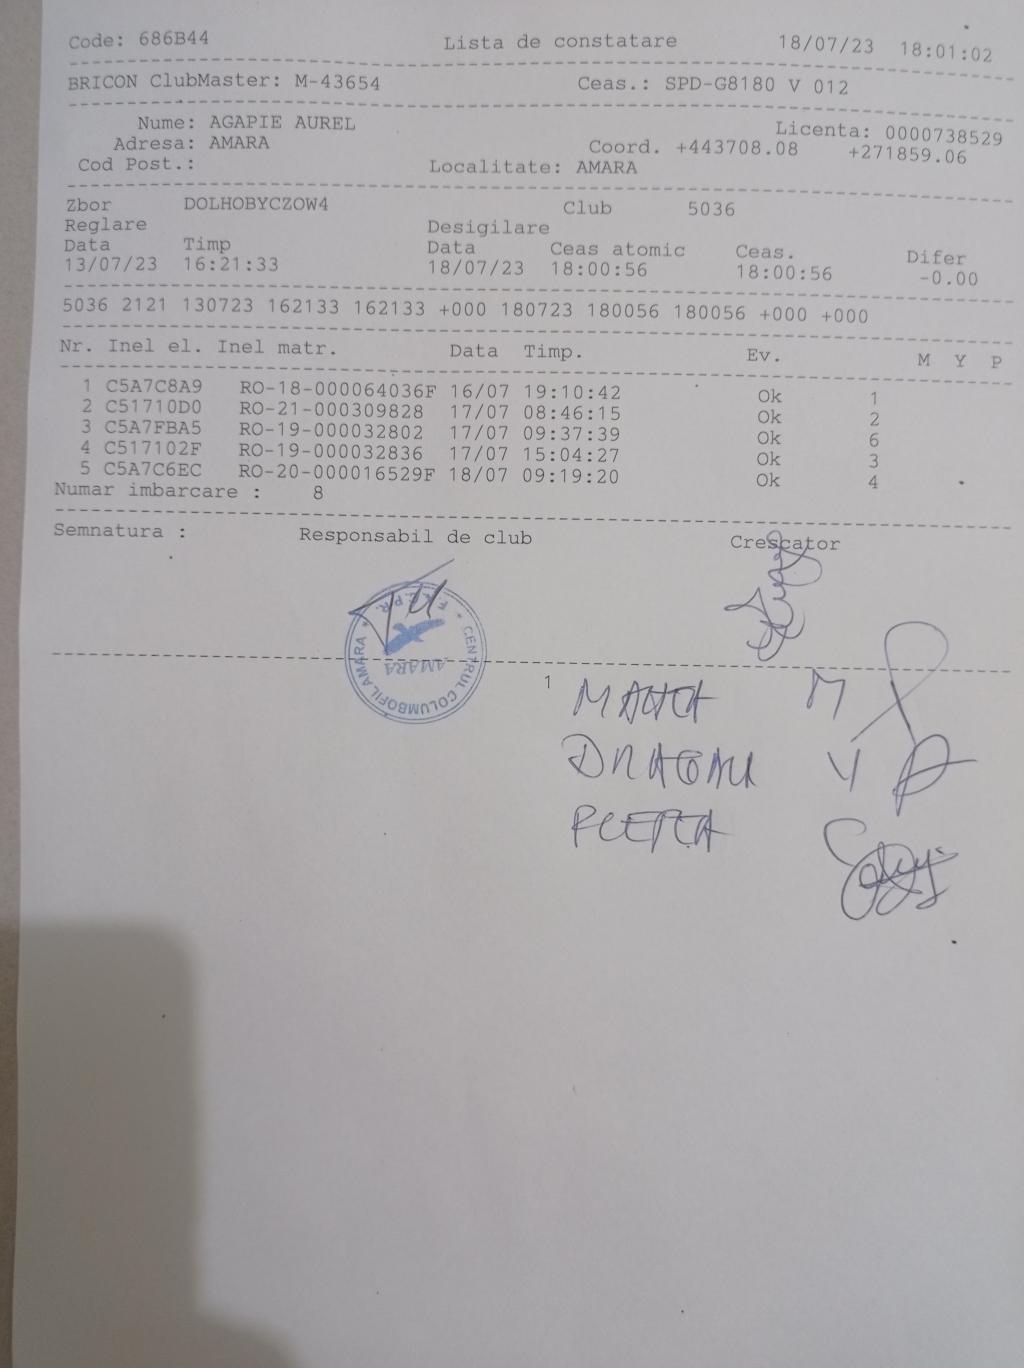 Code: 686B44 Lista de constatare 18/07/23 18:01:02
BRICON ClubMaster: M-43654 Ceas.: SPD-G8180 V 012
Nume: AGAPIE AUREL Licenta: 0000738529
Adresa: AMARA Coord. +443708.08 +271859.06
Cod Post.: Localitate: AMARA
Zbor DOLHOBYCZOW4 Club 5036
Reglare Desigilare
Data Timp Data Ceas atomic Ceas. Difer
13/07/23 16:21:33 18/07/23 18:00:56 18:00:56 -0.00
5036 2121 130723 162133 162133 +000 180723 180056 180056 +000 +000
Nr. Inel el. Inel matr. Data Timp. Ev. M Y P
1 C5A7C8A9 RO-18-000064036F 16/07 19:10:42 Ok 1
2 C51710D0 RO-21-000309828 17/07 08:46:15 Ok 2
3 C5A7FBA5 RO-19-000032802 17/07 09:37:39 Ok 6
4 C517102F RO-19-000032836 17/07 15:04:27 Ok 3
5 C5A7C6EC RO-20-000016529F 18/07 09:19:20 Ok 4
Numar imbarcare : 8
Semnatura : Responsabil de club Crescator
F.C.P.R. * CENTRUL COLUMBOFIL AMARA *
AMARA
1
M
Y